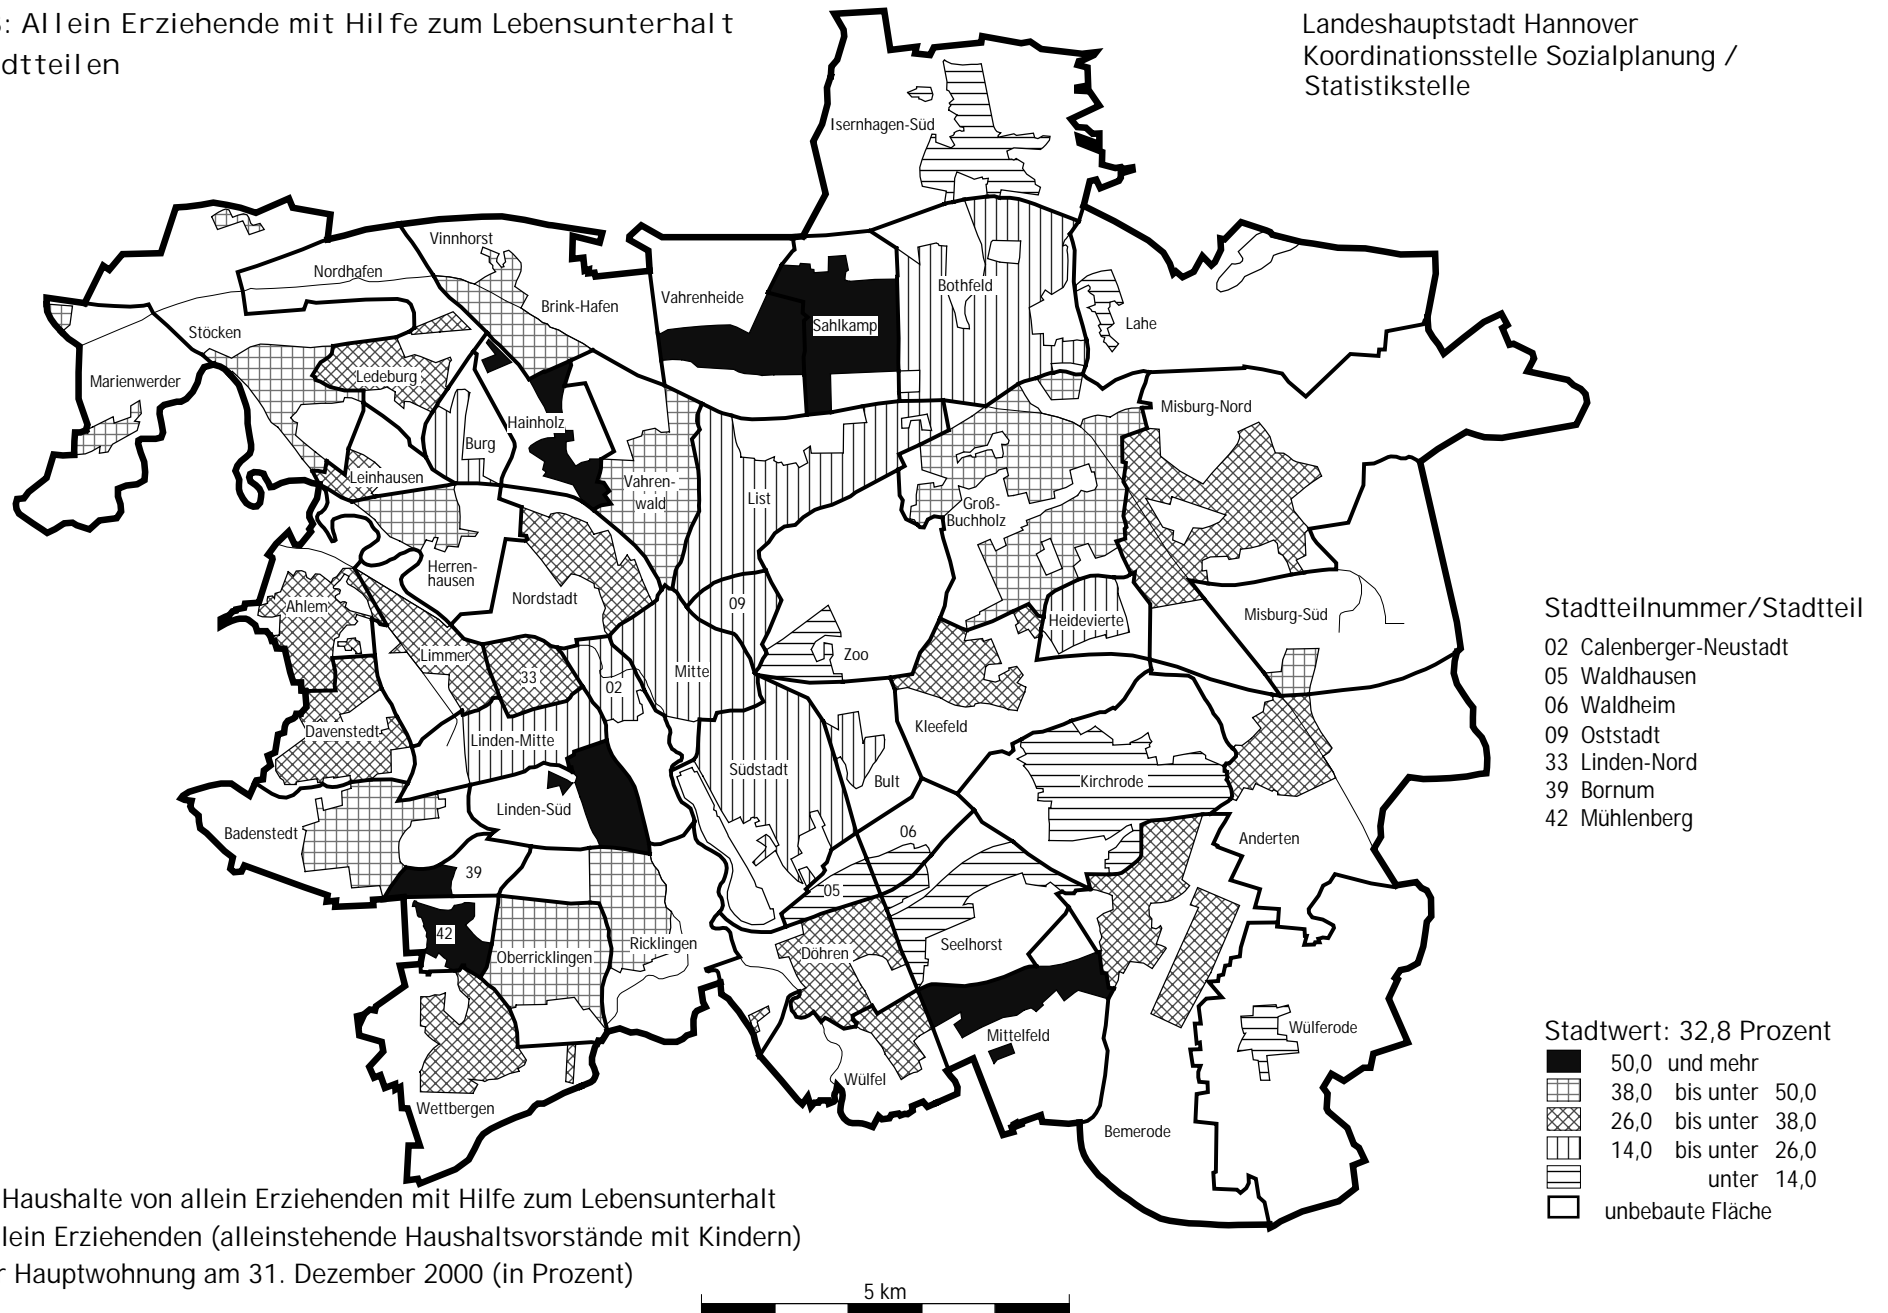 : Allein Erziehende mit Hilfe zum Lebensunterhalt
dtteilen
Landeshauptstadt Hannover
Koordinationsstelle Sozialplanung /
Statistikstelle
Isernhagen-Süd
Vinnhorst
Nordhafen
Brink-Hafen
Vahrenheide
Sahlkamp
Bothfeld
Lahe
Stöcken
Marienwerder
Ledeburg
Hainholz
Burg
Leinhausen
Vahren-
wald
List
Groß-
Buchholz
Misburg-Nord
Herren-
hausen
Nordstadt
09
Heidevierte
Misburg-Süd
Ahlem
Limmer
33
02
Mitte
Zoo
Davenstedt
Linden-Mitte
Südstadt
Bult
Kleefeld
Kirchrode
Badenstedt
Linden-Süd
06
Anderten
39
05
42
Oberricklingen
Ricklingen
Döhren
Seelhorst
Mittelfeld
Wülferode
Wülfel
Wettbergen
Bemerode
Stadtteilnummer/Stadtteil
02 Calenberger-Neustadt
05 Waldhausen
06 Waldheim
09 Oststadt
33 Linden-Nord
39 Bornum
42 Mühlenberg
Stadtwert: 32,8 Prozent
50,0 und mehr
38,0 bis unter 50,0
26,0 bis unter 38,0
14,0 bis unter 26,0
unter 14,0
unbebaute Fläche
Haushalte von allein Erziehenden mit Hilfe zum Lebensunterhalt
lein Erziehenden (alleinstehende Haushaltsvorstände mit Kindern)
r Hauptwohnung am 31. Dezember 2000 (in Prozent)
5 km